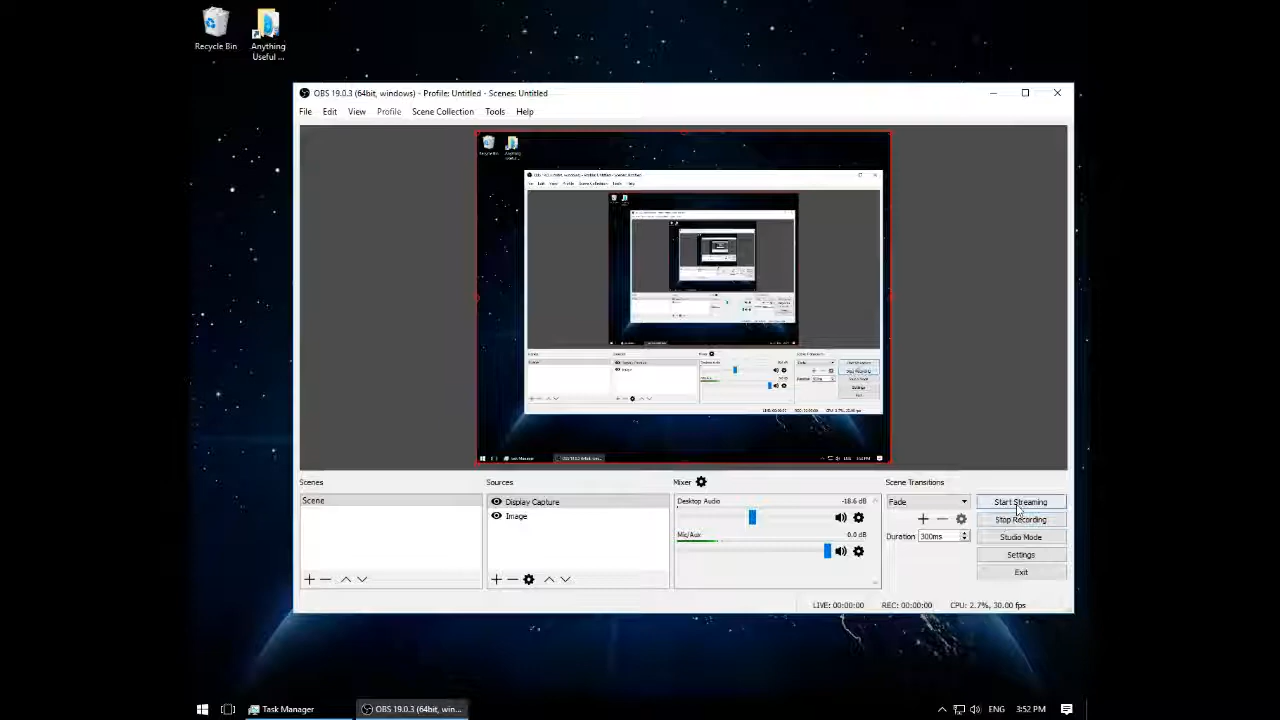 Recycle Bin
Anything
Useful ...
OBS 19.0.3 (64bit, windows) - Profile: Untitled - Scenes: Untitled
File Edit View Profile Scene Collection Tools Help
Scenes
Scene
Sources
Display Capture
Image
Mixer
Desktop Audio -18.6 dB
Mic/Aux 0.0 dB
Scene Transitions
Fade
Duration 300ms
Start Streaming
Stop Recording
Studio Mode
Settings
Exit
LIVE: 00:00:00 REC: 00:00:00 CPU: 2.7%, 30.00 fps
Task Manager
OBS 19.0.3 (64bit, win...
ENG 3:52 PM